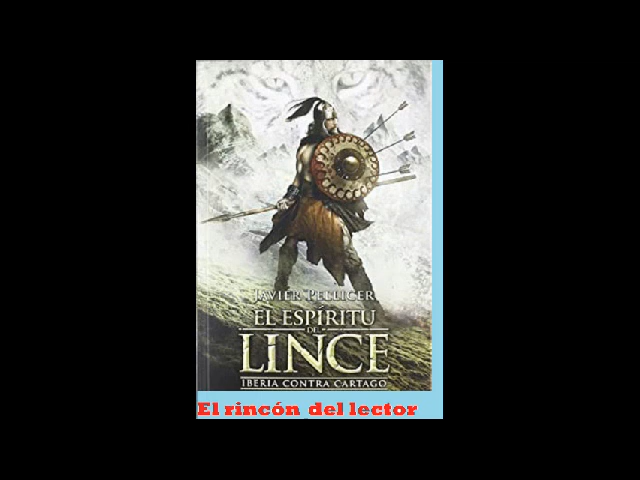 JAVIER PELLICER
EL ESPÍRITU
DEL
LINCE
IBERIA CONTRA CARTAGO
El rincón del lector